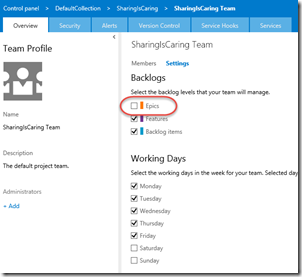 Control panel > DefaultCollection > SharingIsCaring > SharingIsCaring Team
Overview Security Alerts Version Control Service Hooks Services
Team Profile
Name
SharingIsCaring Team
Description
The default project team.
Administrators
+ Add
SharingIsCaring Team
Members Settings
Backlogs
Select the backlog levels that your team will manage.
Epics
Features
Backlog items
Working Days
Select the working days in the week for your team. Selected day
Monday
Tuesday
Wednesday
Thursday
Friday
Saturday
Sunday